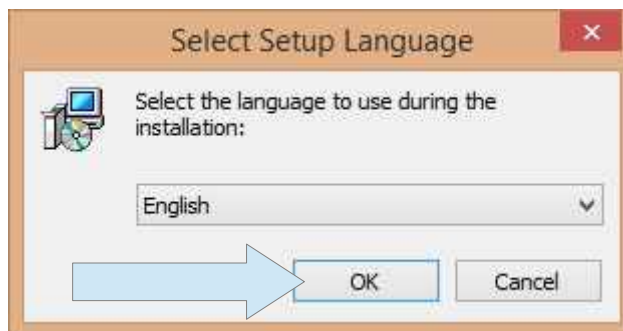 Select Setup Language
Select the language to use during the
installation:
English
OK Cancel